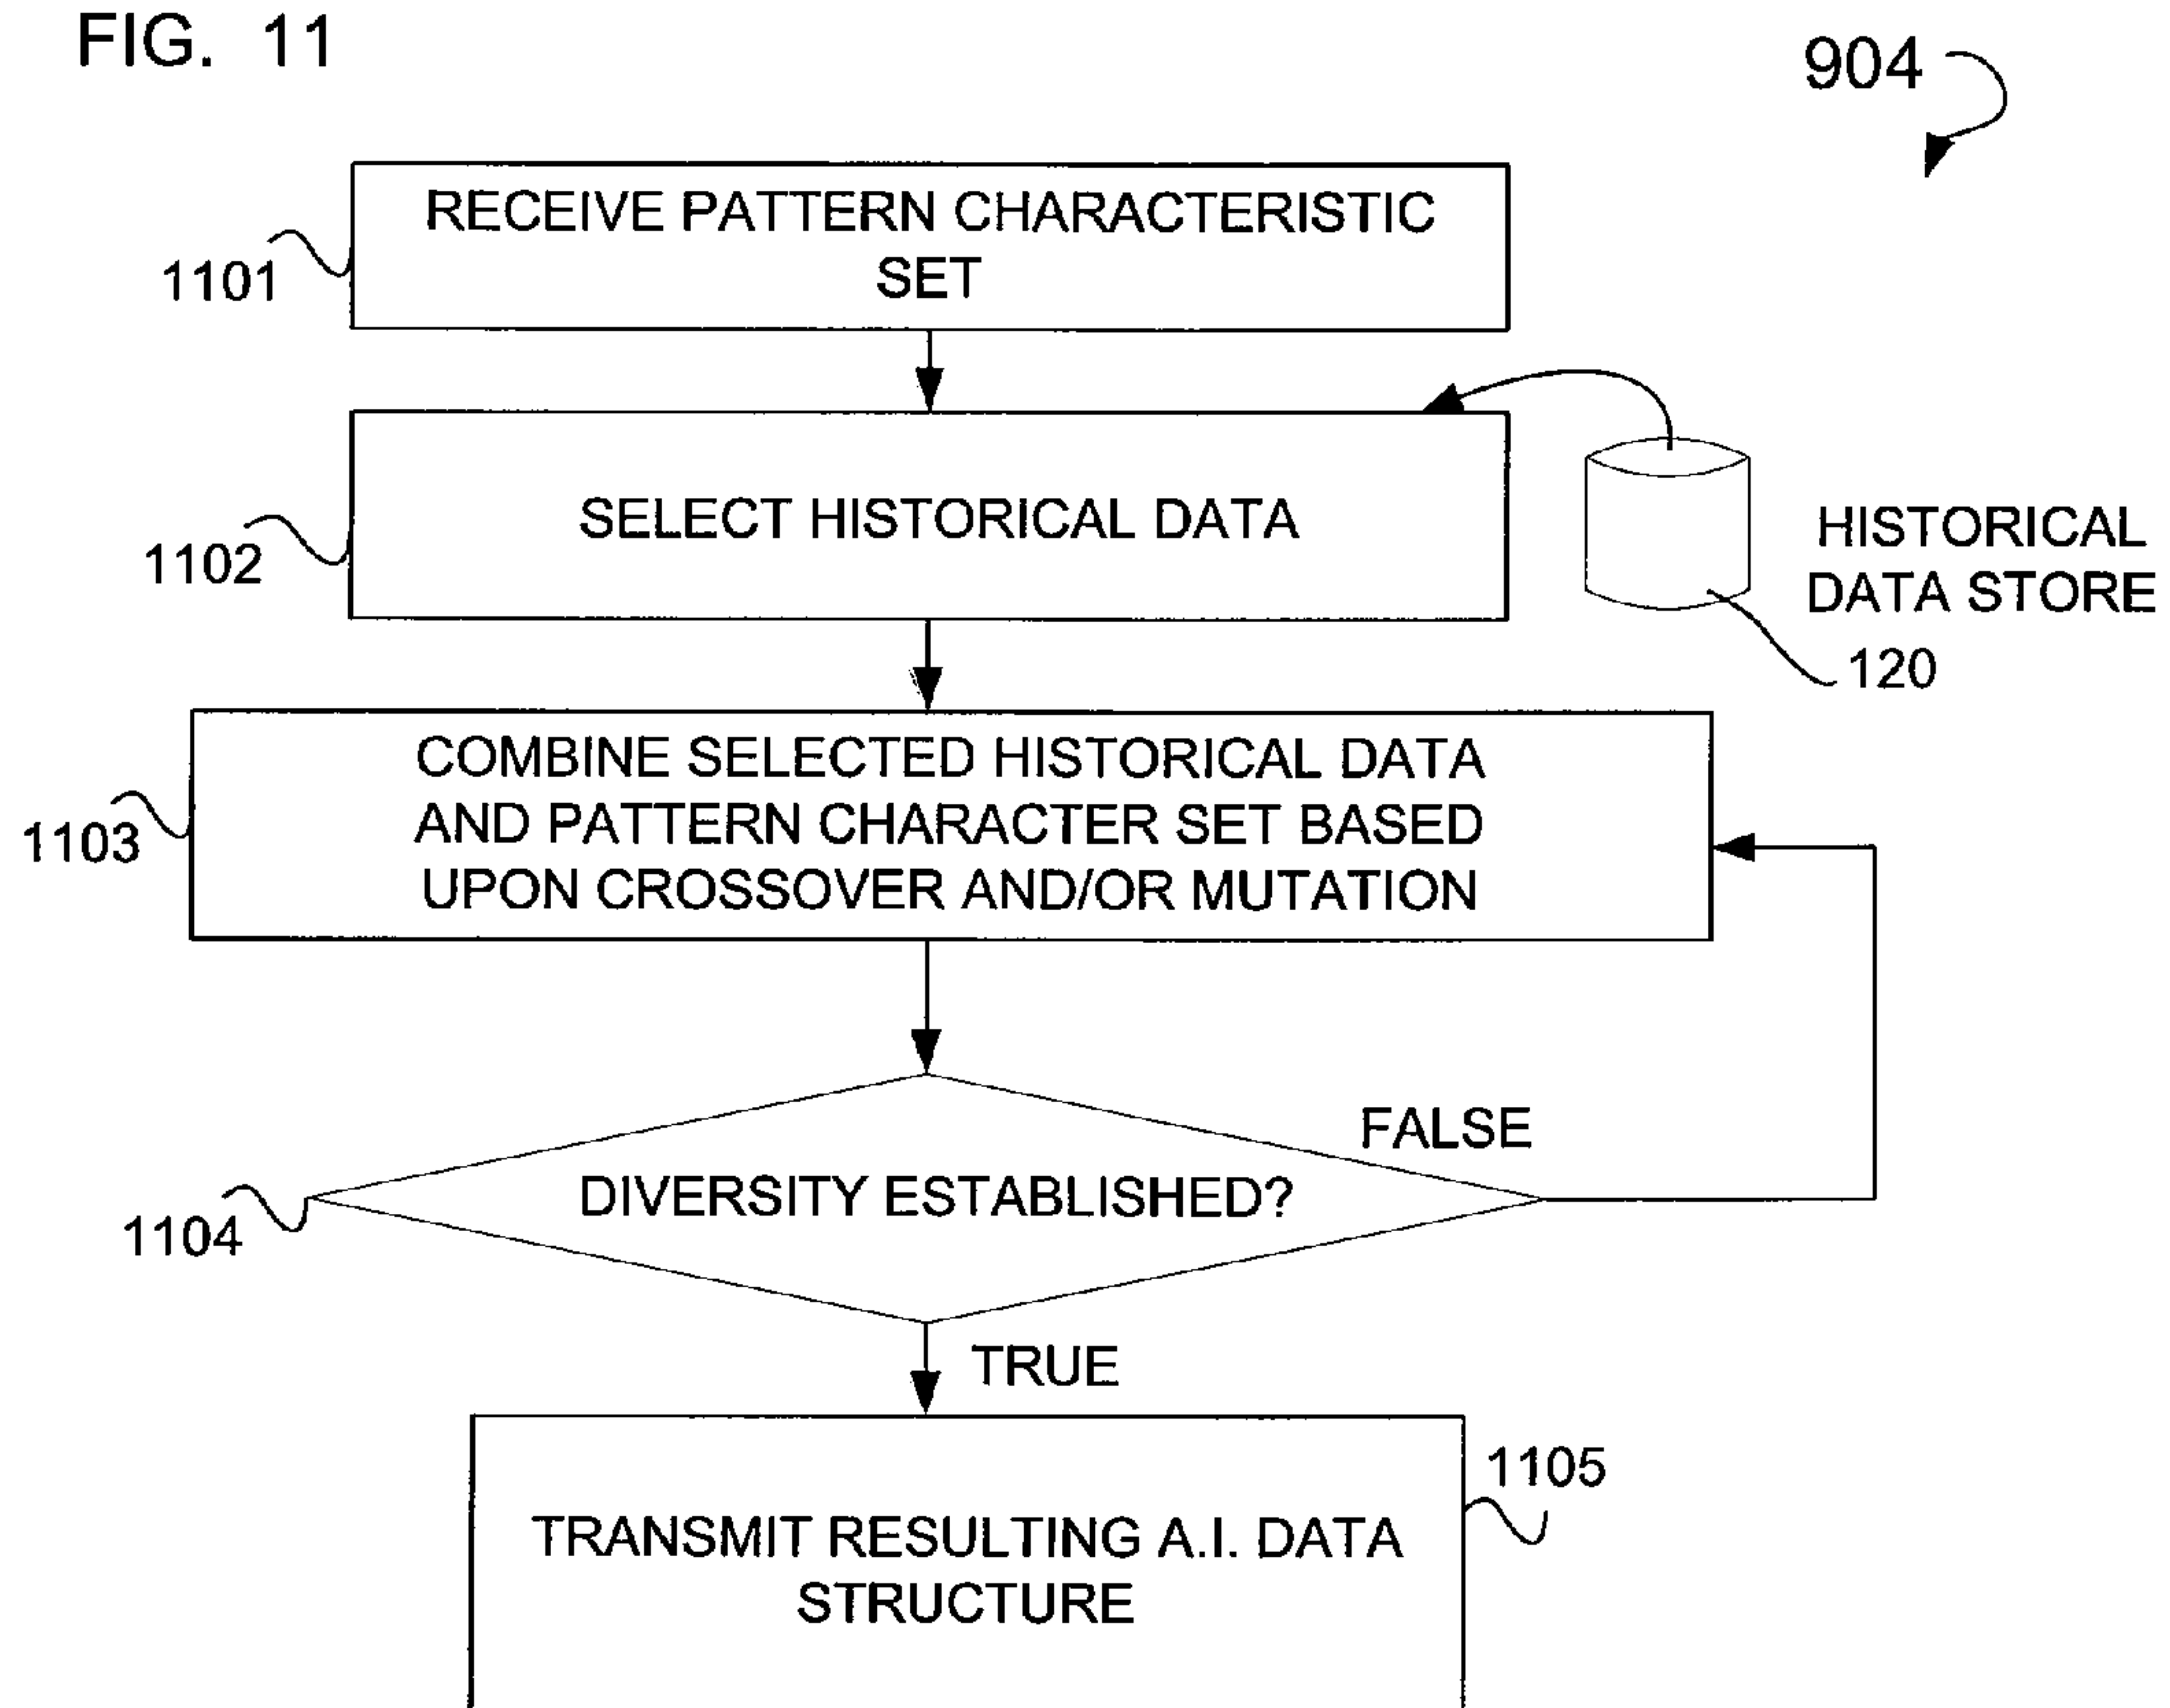 FIG. 11
904
RECEIVE PATTERN CHARACTERISTIC
SET
1101
SELECT HISTORICAL DATA
1102
HISTORICAL
DATA STORE
120
COMBINE SELECTED HISTORICAL DATA
AND PATTERN CHARACTER SET BASED
UPON CROSSOVER AND/OR MUTATION
1103
FALSE
DIVERSITY ESTABLISHED?
1104
TRUE
1105
TRANSMIT RESULTING A.I. DATA
STRUCTURE